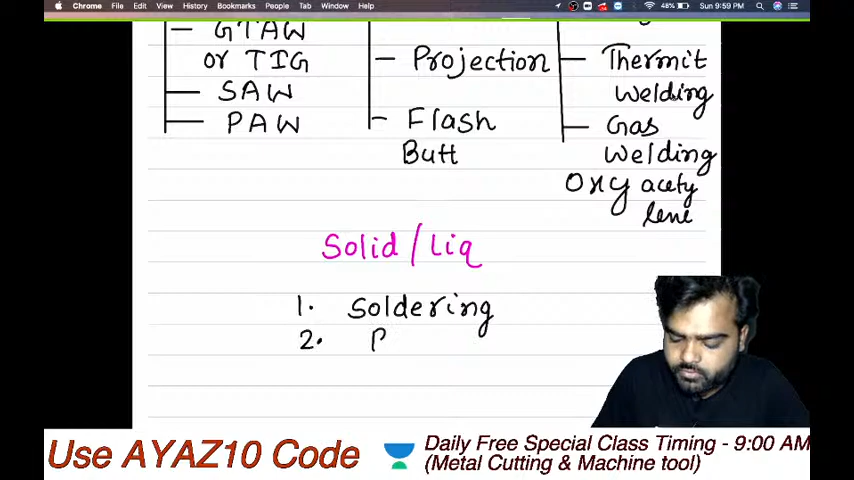 Chrome File Edit View History Bookmarks People Tab Window Help 48% Sun 9:59 PM
GTAW
or TIG
SAW
PAW
Projection
Flash
Butt
Thermit
Welding
Gas
Welding
Oxy acety
lene
Solid/Liq
1. Soldering
2.
Use AYAZ10 Code
Daily Free Special Class Timing - 9:00 AM
(Metal Cutting & Machine tool)